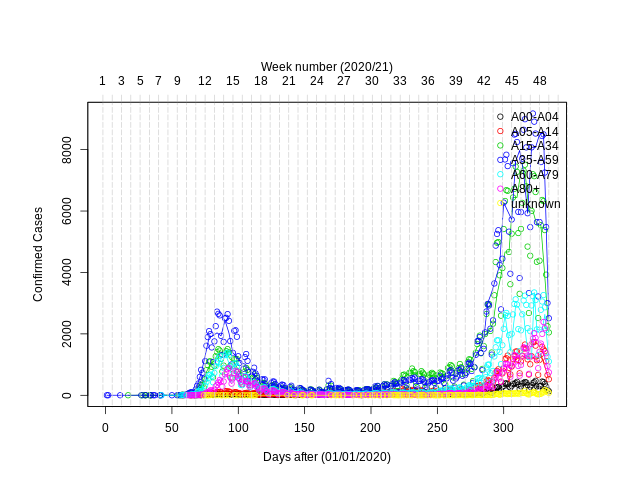 Week number (2020/21)
1 3 5 7 9 12 15 18 21 24 27 30 33 36 39 42 45 48
A00-A04
A05-A14
A15-A34
A35-A59
A60-A79
A80+
unknown
Confirmed Cases
8000
6000
4000
2000
0
0 50 100 150 200 250 300
Days after (01/01/2020)